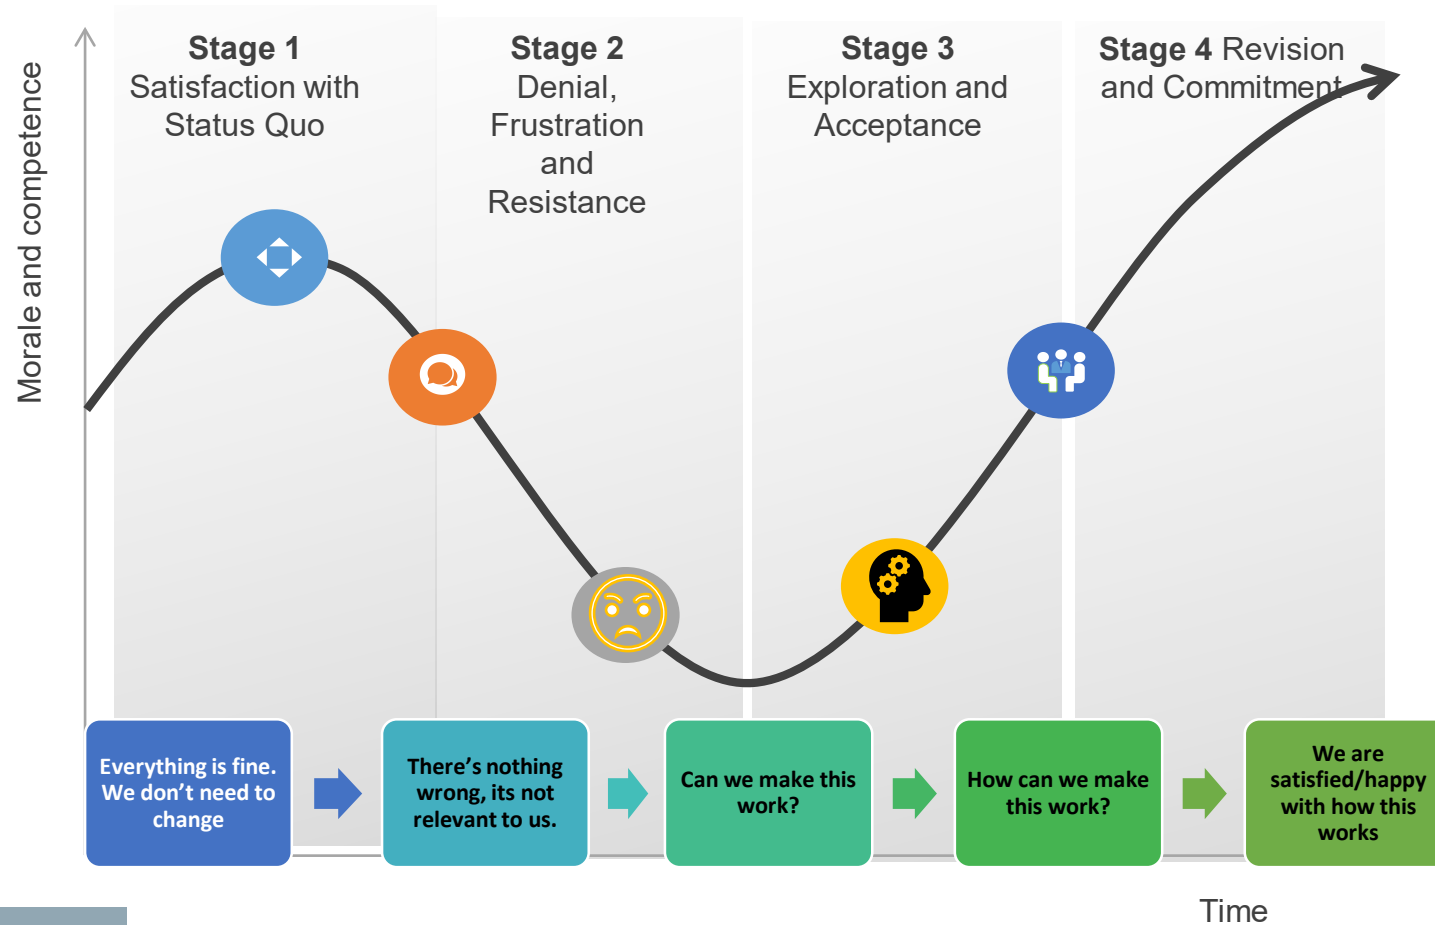 Stage 1
Satisfaction with
Status Quo
Stage 2
Denial,
Frustration
and
Resistance
Stage 3
Exploration and
Acceptance
Stage 4 Revision
and Commitment
Morale and competence
Everything is fine.
We don’t need to
change
There’s nothing
wrong, its not
relevant to us.
Can we make this
work?
How can we make
this work?
We are
satisfied/happy
with how this
works
Time